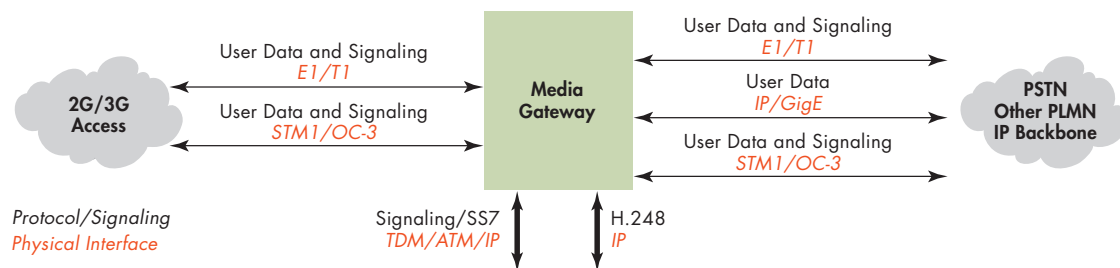 2G/3G
Access
User Data and Signaling
E1/T1
User Data and Signaling
STM1/OC-3
Media
Gateway
User Data and Signaling
E1/T1
User Data
IP/GigE
User Data and Signaling
STM1/OC-3
PSTN
Other PLMN
IP Backbone
Protocol/Signaling
Physical Interface
Signaling/SS7
TDM/ATM/IP
H.248
IP